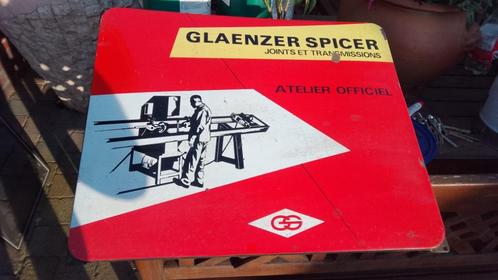 GLAENZER SPICER
JOINTS ET TRANSMISSIONS
ATELIER OFFICIEL
GS